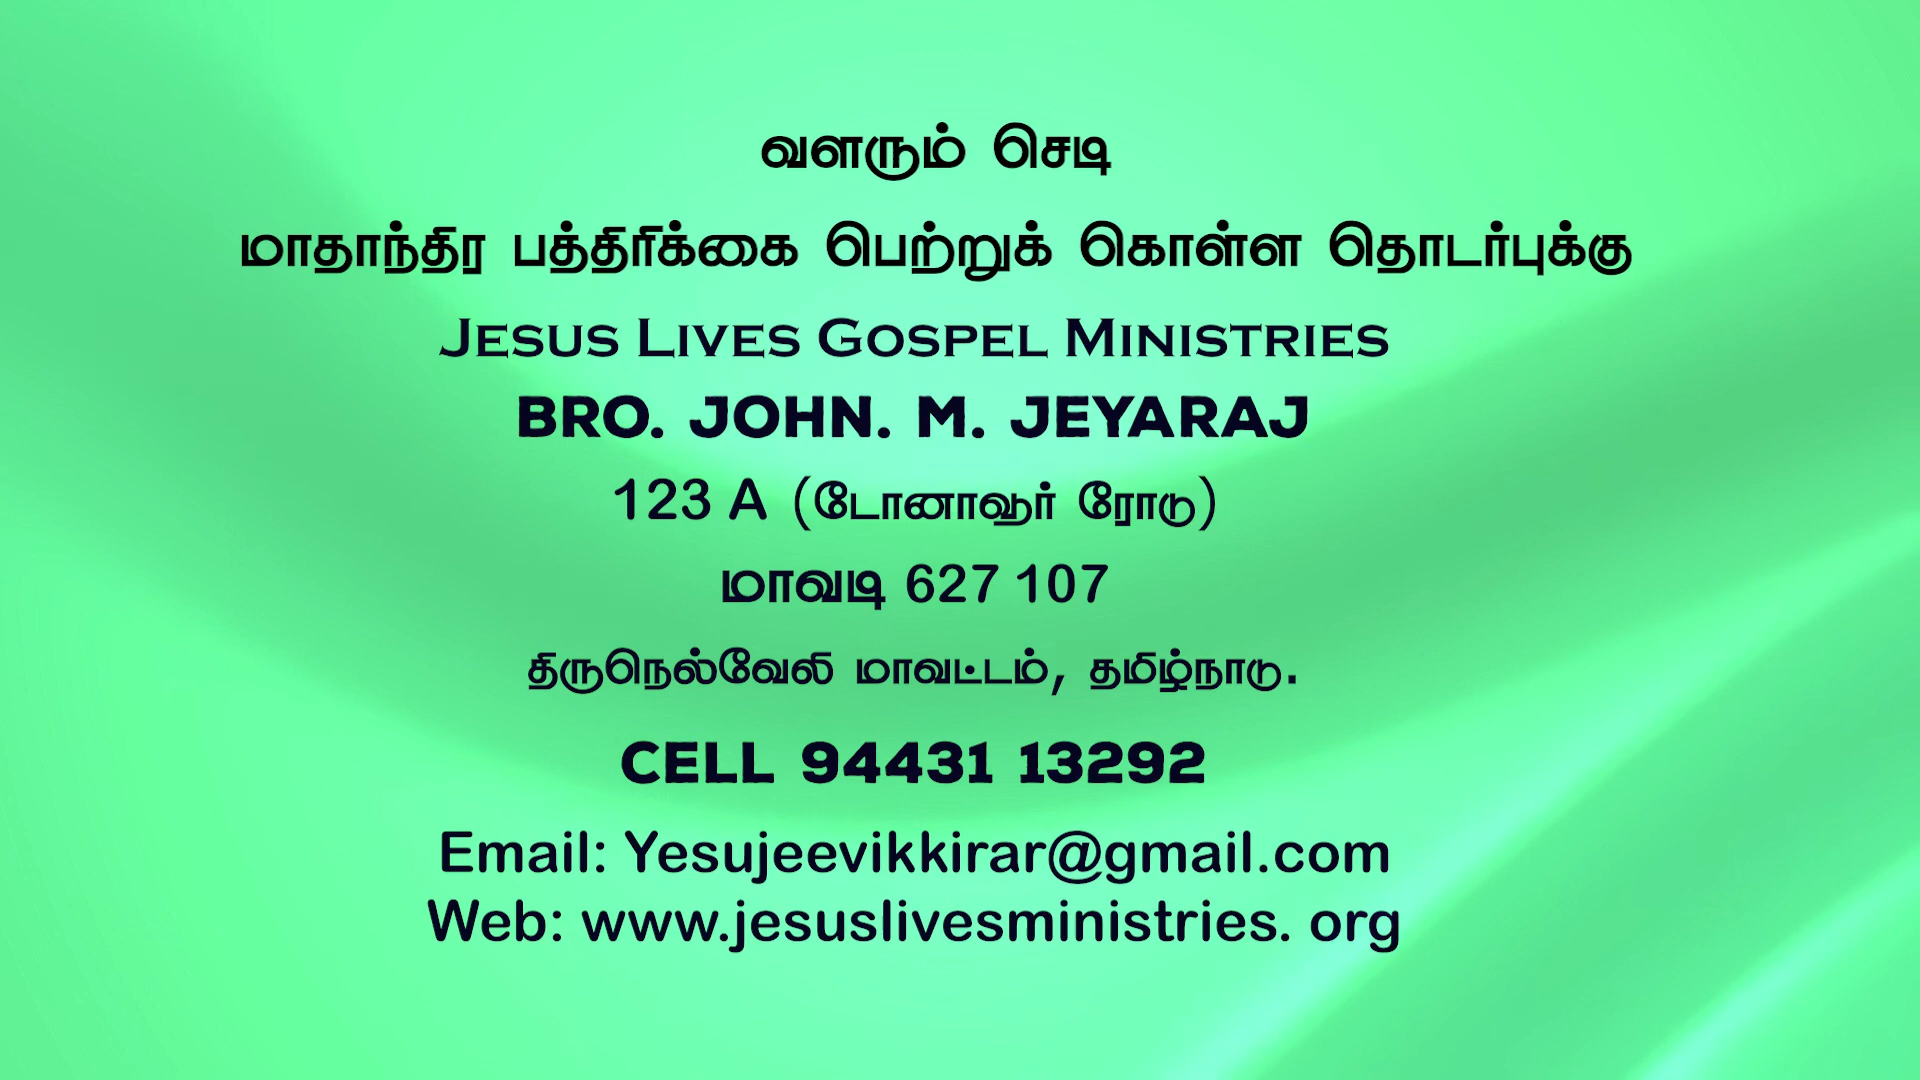 வளரும் செடி
மாதாந்திர பத்திரிக்கை பெற்றுக் கொள்ள தொடர்புக்கு
JESUS LIVES GOSPEL MINISTRIES
BRO. JOHN. M. JEYARAJ
123 A (டோனாவூர் ரோடு)
மாவடி 627 107
திருநெல்வேலி மாவட்டம், தமிழ்நாடு.
CELL 94431 13292
Email: Yesujeevikkirar@gmail.com
Web: www.jesuslivesministries. org